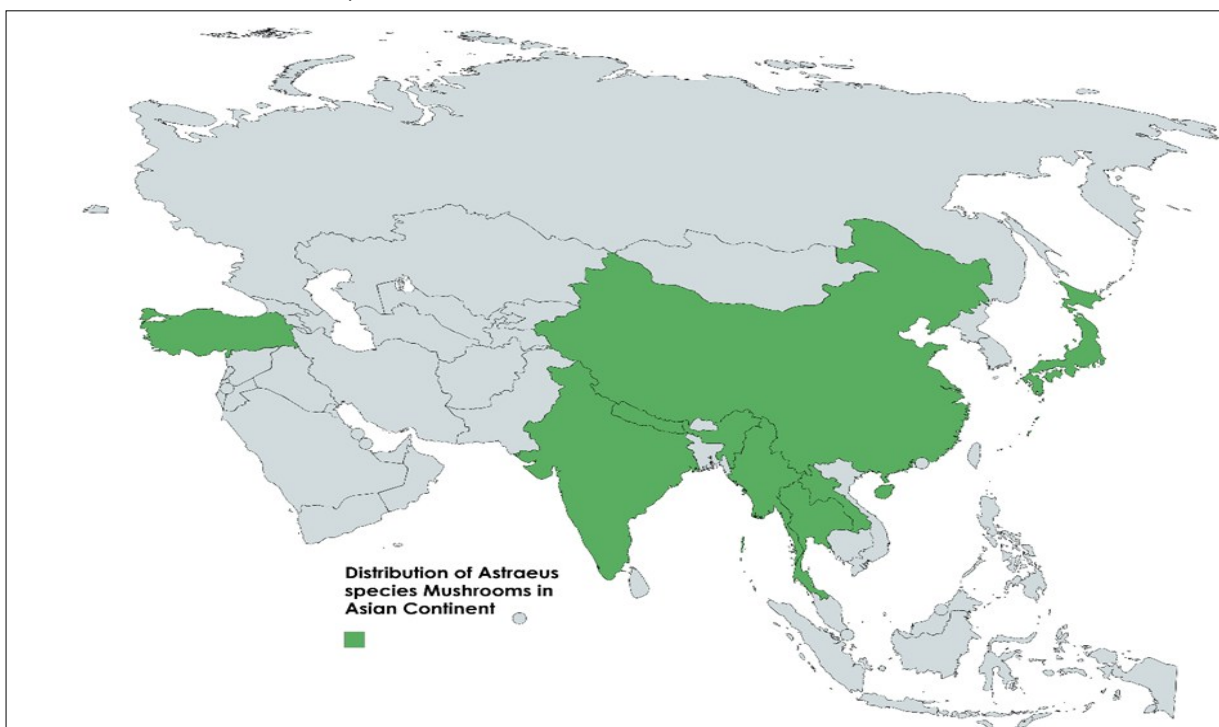 Distribution of Astraeus
species Mushrooms in
Asian Continent